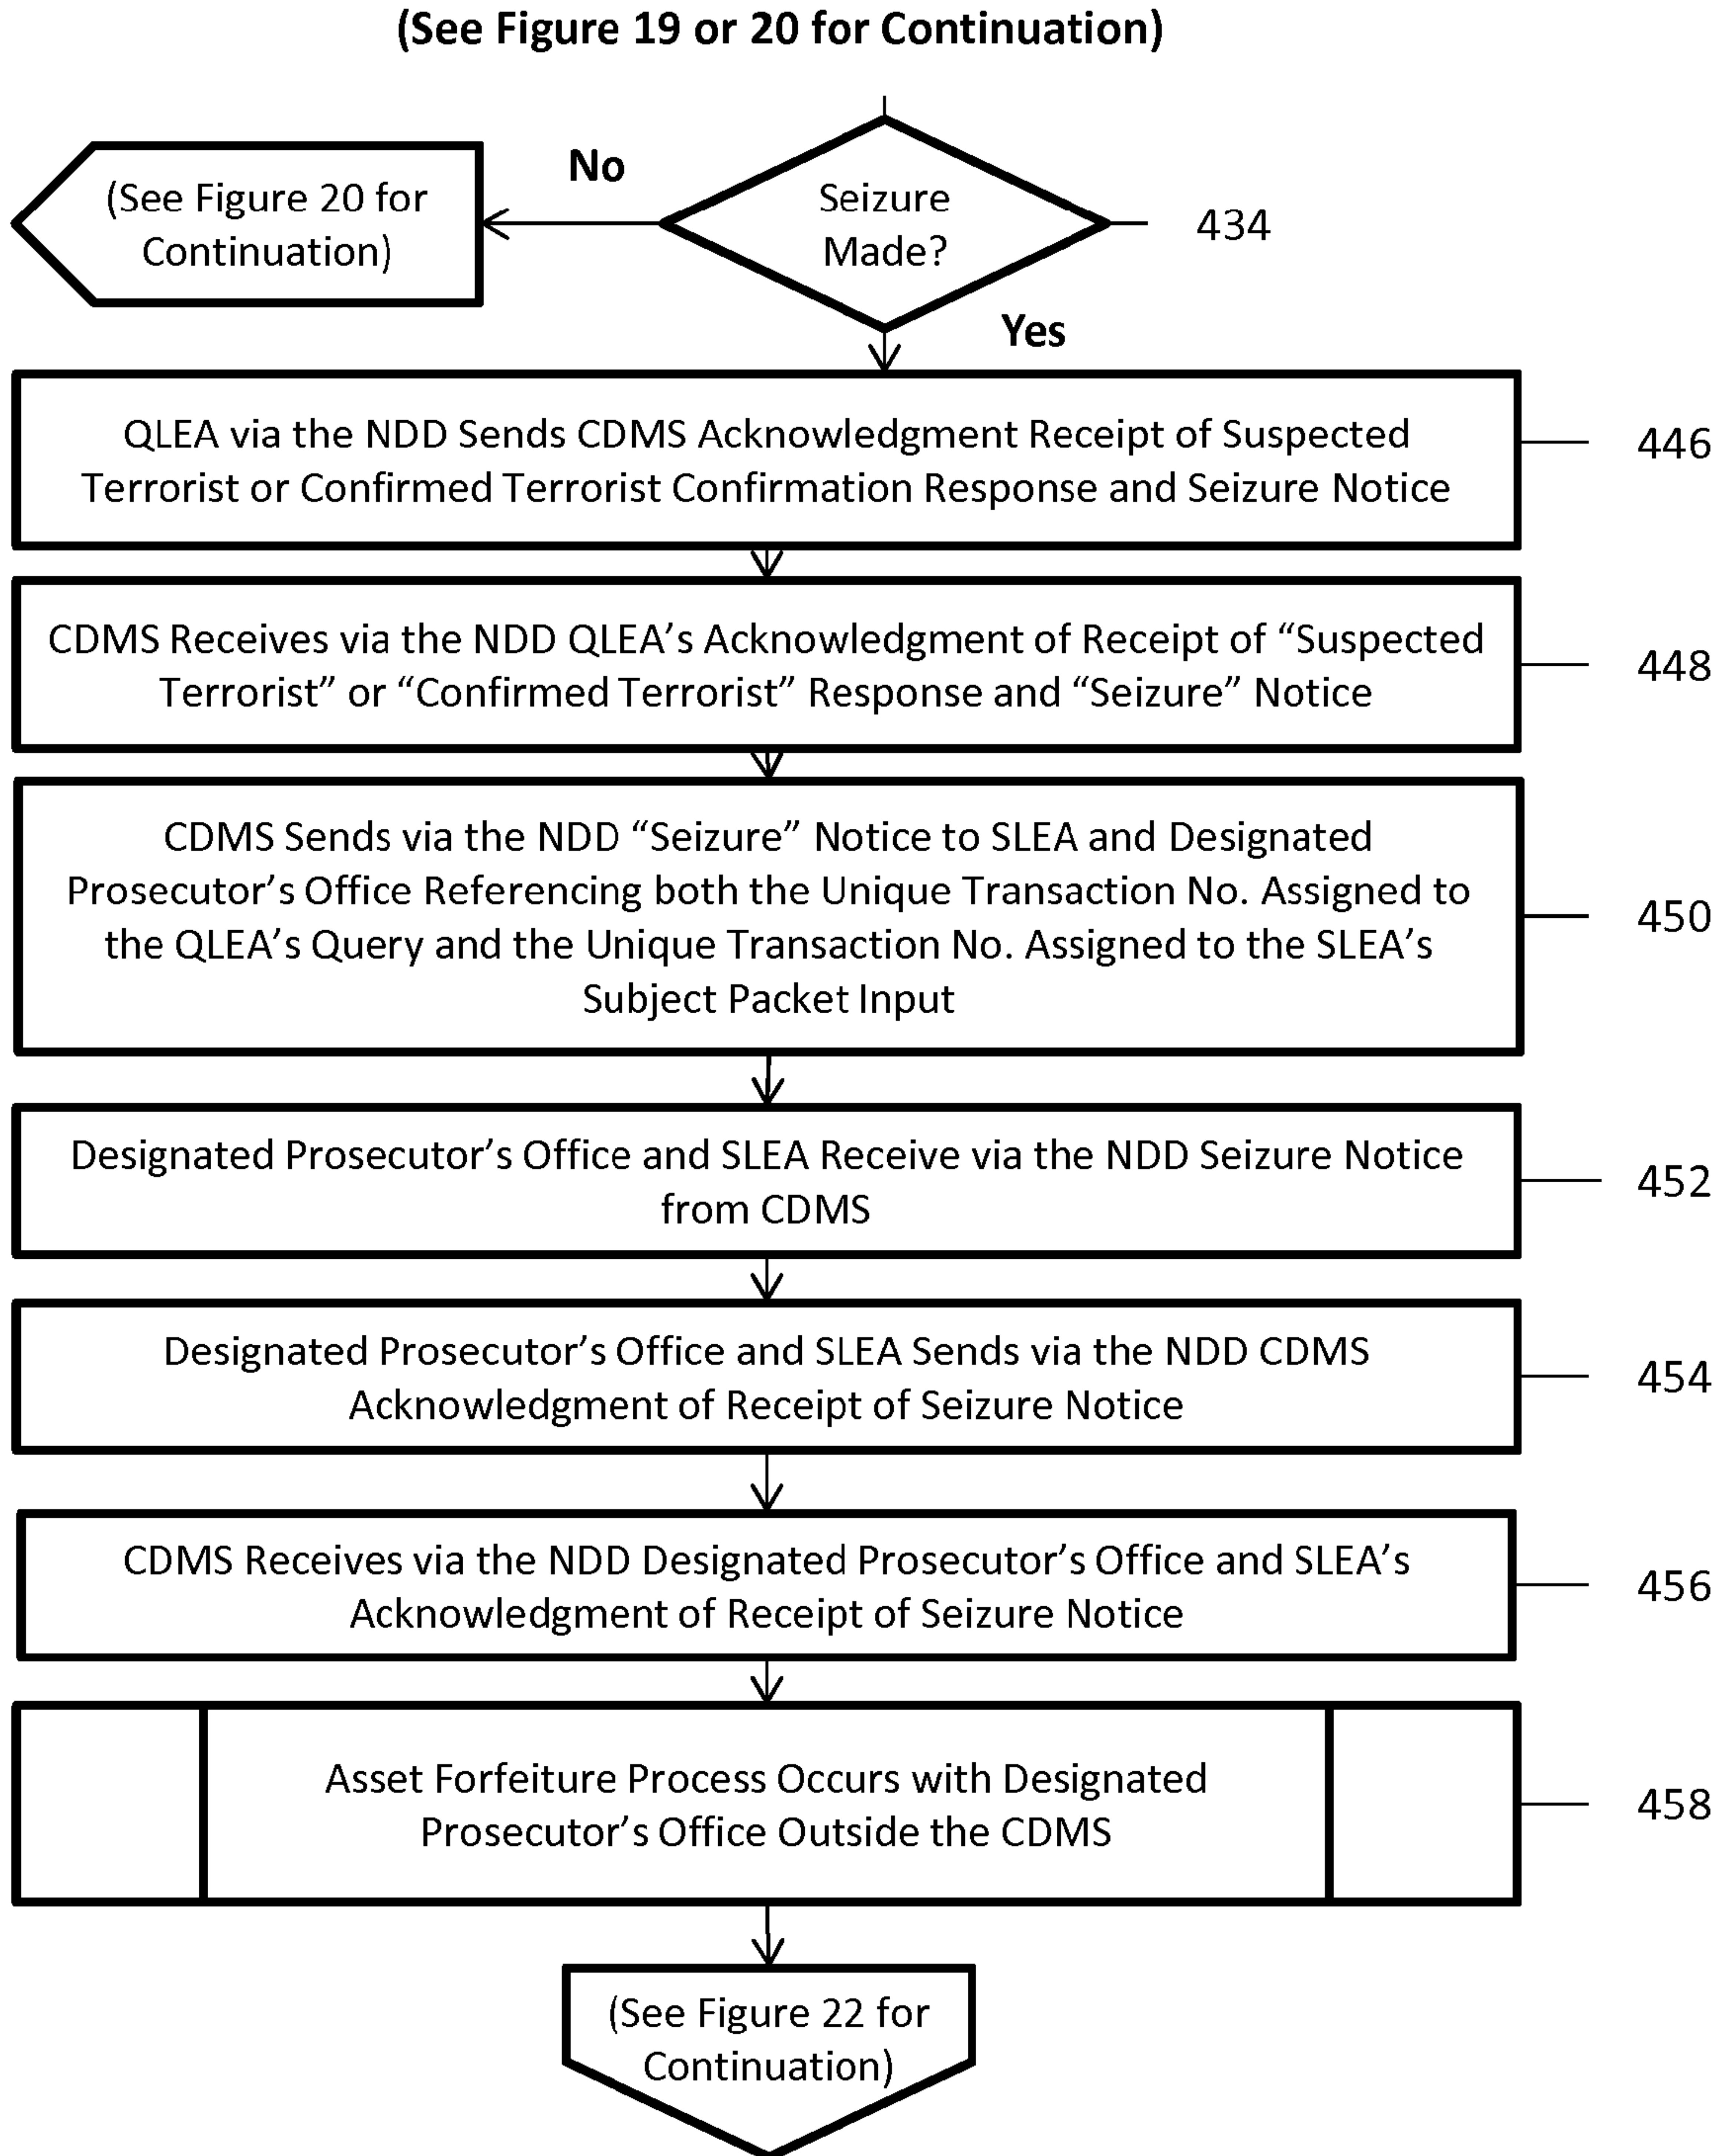 (See Figure 19 or 20 for Continuation)
(See Figure 20 for
Continuation)
No
Seizure
Made?
434
Yes
QLEA via the NDD Sends CDMS Acknowledgment Receipt of Suspected
Terrorist or Confirmed Terrorist Confirmation Response and Seizure Notice
446
CDMS Receives via the NDD QLEA’s Acknowledgment of Receipt of “Suspected
Terrorist” or “Confirmed Terrorist” Response and “Seizure” Notice
448
CDMS Sends via the NDD “Seizure” Notice to SLEA and Designated
Prosecutor’s Office Referencing both the Unique Transaction No. Assigned to
the QLEA’s Query and the Unique Transaction No. Assigned to the SLEA’s
Subject Packet Input
450
Designated Prosecutor’s Office and SLEA Receive via the NDD Seizure Notice
from CDMS
452
Designated Prosecutor’s Office and SLEA Sends via the NDD CDMS
Acknowledgment of Receipt of Seizure Notice
454
CDMS Receives via the NDD Designated Prosecutor’s Office and SLEA’s
Acknowledgment of Receipt of Seizure Notice
456
Asset Forfeiture Process Occurs with Designated
Prosecutor’s Office Outside the CDMS
458
(See Figure 22 for
Continuation)